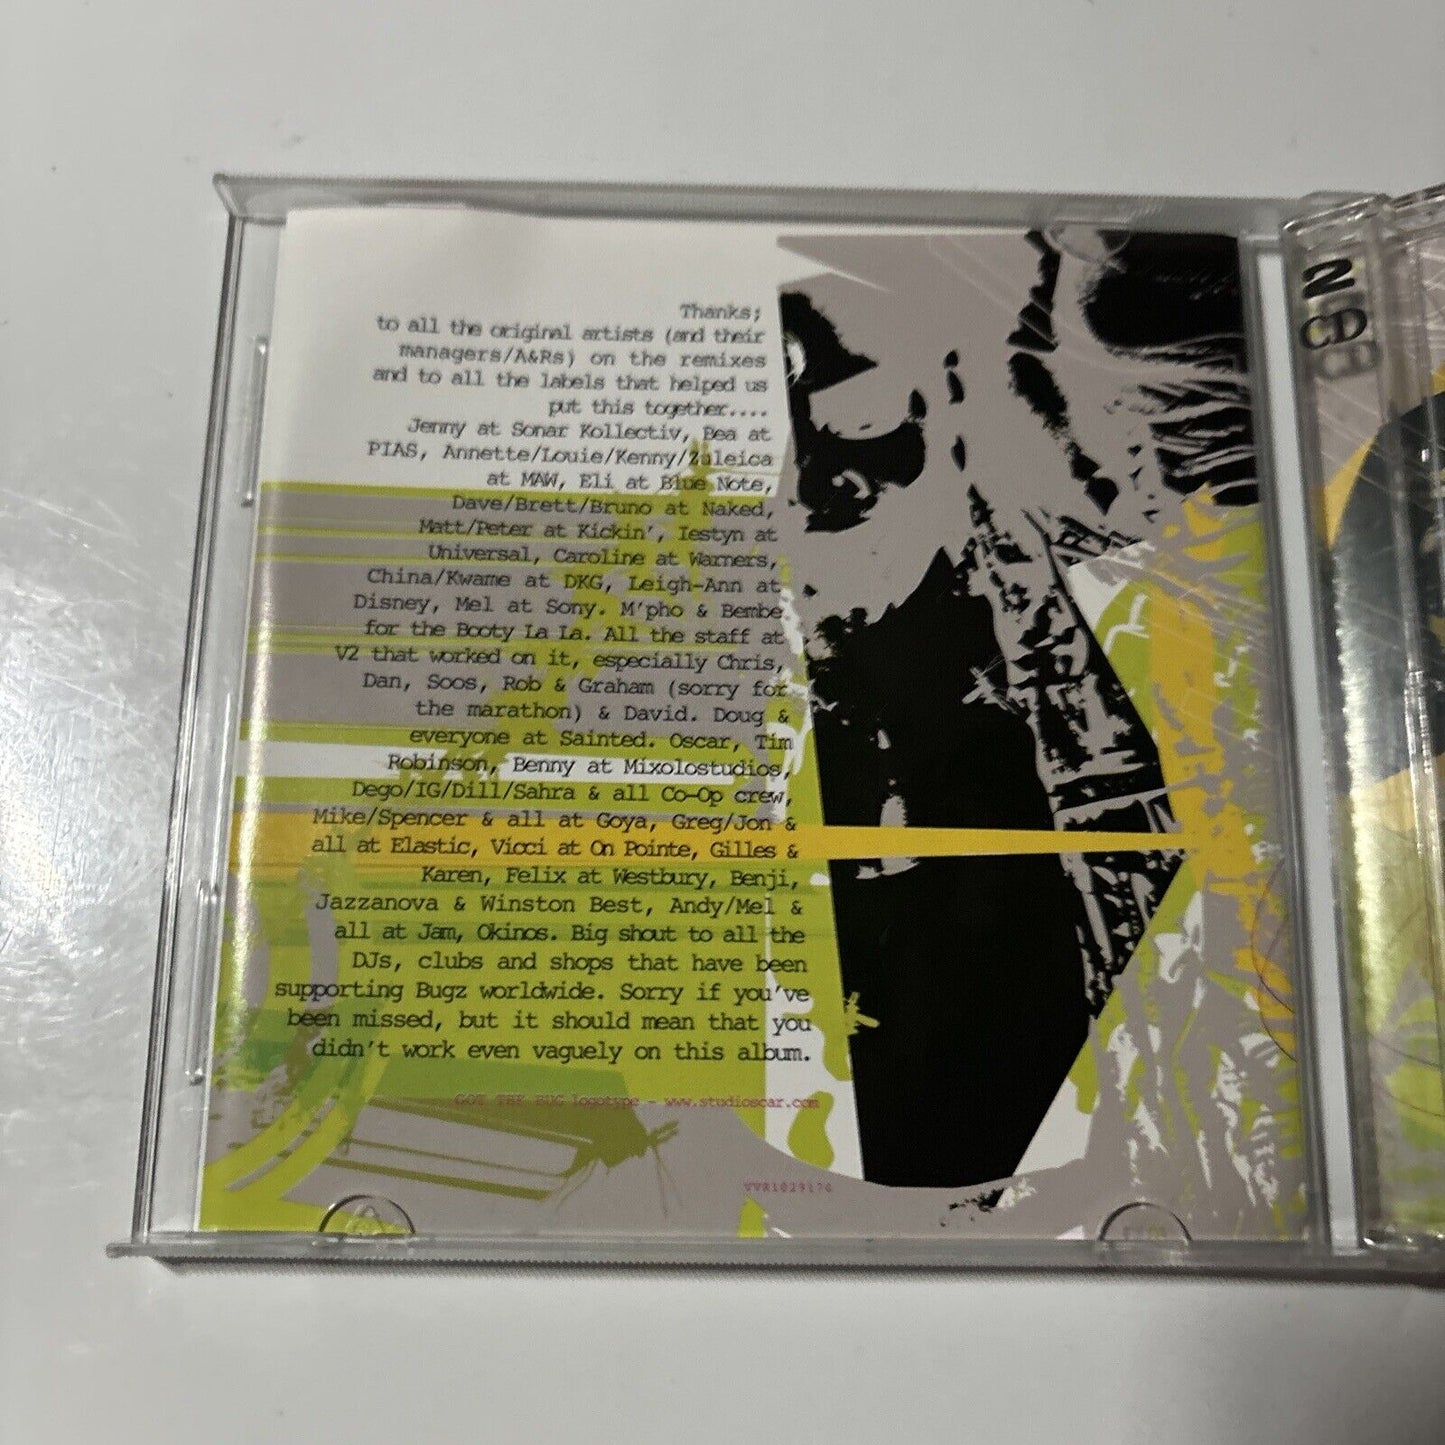 Thanks;
to all the original artists (and their
managers/A&Rs) on the remixes
and to all the labels that helped us
put this together....
Jenny at Sonar Kollectiv, Bea at
PIAS, Annette/Louie/Kenny/Zuleica
at MAW, Eli at Blue Note,
Dave/Brett/Bruno at Naked,
Matt/Peter at Kickin', Iestyn at
Universal, Caroline at Warners,
China/Kwame at DKG, Leigh-Ann at
Disney, Mel at Sony. M'pho & Bembe
for the Booty La La. All the staff at
V2 that worked on it, especially Chris,
Dan, Soos, Rob & Graham (sorry for
the marathon) & David. Doug &
everyone at Sainted. Oscar, Tim
Robinson, Benny at Mixolostudios,
Dego/IG/Dill/Sahra & all Co-Op crew,
Mike/Spencer & all at Goya, Greg/Jon &
all at Elastic, Vicci at On Pointe, Gilles &
Karen, Felix at Westbury, Benji,
Jazzanova & Winston Best, Andy/Mel &
all at Jam, Okinos. Big shout to all the
DJs, clubs and shops that have been
supporting Bugz worldwide. Sorry if you've
been missed, but it should mean that you
didn't work even vaguely on this album.
GOT THE BUG logotype - www.studioscar.com
VVR1029178
2
CD